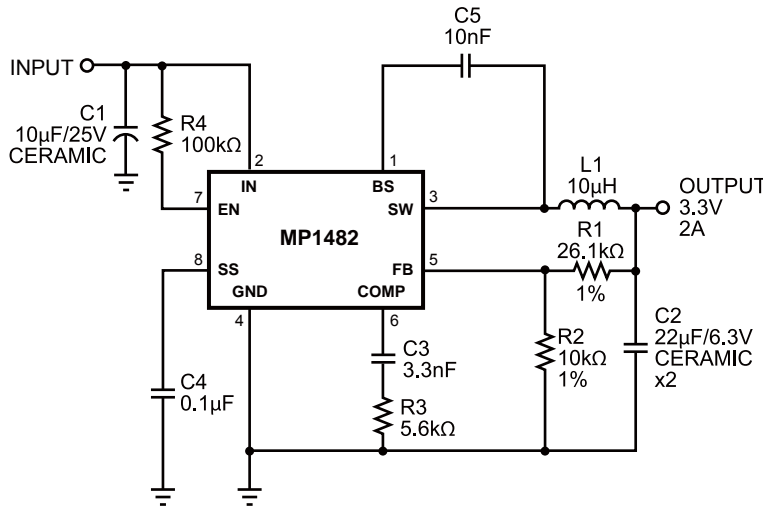 C5
10nF
INPUT
C1
10µF/25V
CERAMIC
R4
100kΩ
2
1
IN
BS
L1
10µH
OUTPUT
3.3V
2A
7
EN
SW
3
MP1482
R1
26.1kΩ
1%
8
SS
FB
5
GND
COMP
4
6
C2
22µF/6.3V
CERAMIC
x2
R2
10kΩ
1%
C3
3.3nF
C4
0.1µF
R3
5.6kΩ